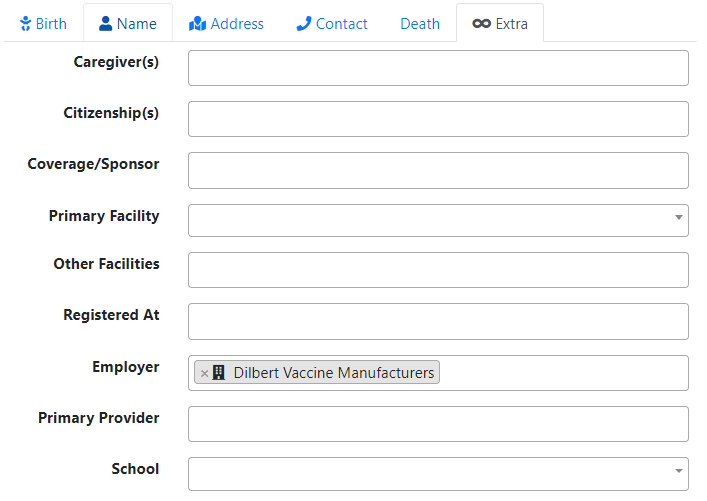 Birth Name Address Contact Death Extra
Caregiver(s)
Citizenship(s)
Coverage/Sponsor
Primary Facility
Other Facilities
Registered At
Employer × Dilbert Vaccine Manufacturers
Primary Provider
School